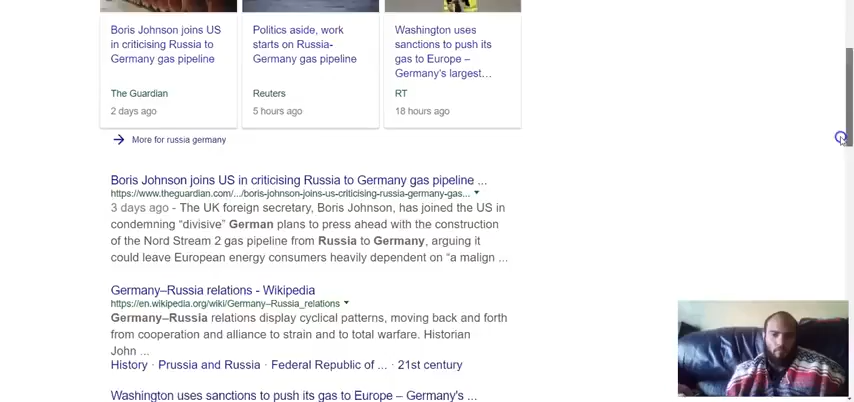 Boris Johnson joins US
in criticising Russia to
Germany gas pipeline
The Guardian
2 days ago
Politics aside, work
starts on Russia-
Germany gas pipeline
Reuters
5 hours ago
Washington uses
sanctions to push its
gas to Europe –
Germany's largest…
RT
18 hours ago
More for russia germany
Boris Johnson joins US in criticising Russia to Germany gas pipeline ...
https://www.theguardian.com/.../boris-johnson-joins-us-criticising-russia-germany-gas...
3 days ago - The UK foreign secretary, Boris Johnson, has joined the US in
condemning “divisive” German plans to press ahead with the construction
of the Nord Stream 2 gas pipeline from Russia to Germany, arguing it
could leave European energy consumers heavily dependent on “a malign ...
Germany–Russia relations - Wikipedia
https://en.wikipedia.org/wiki/Germany–Russia_relations
Germany–Russia relations display cyclical patterns, moving back and forth
from cooperation and alliance to strain and to total warfare. Historian
John ...
History · Prussia and Russia · Federal Republic of ... · 21st century
Washington uses sanctions to push its gas to Europe – Germany's ...